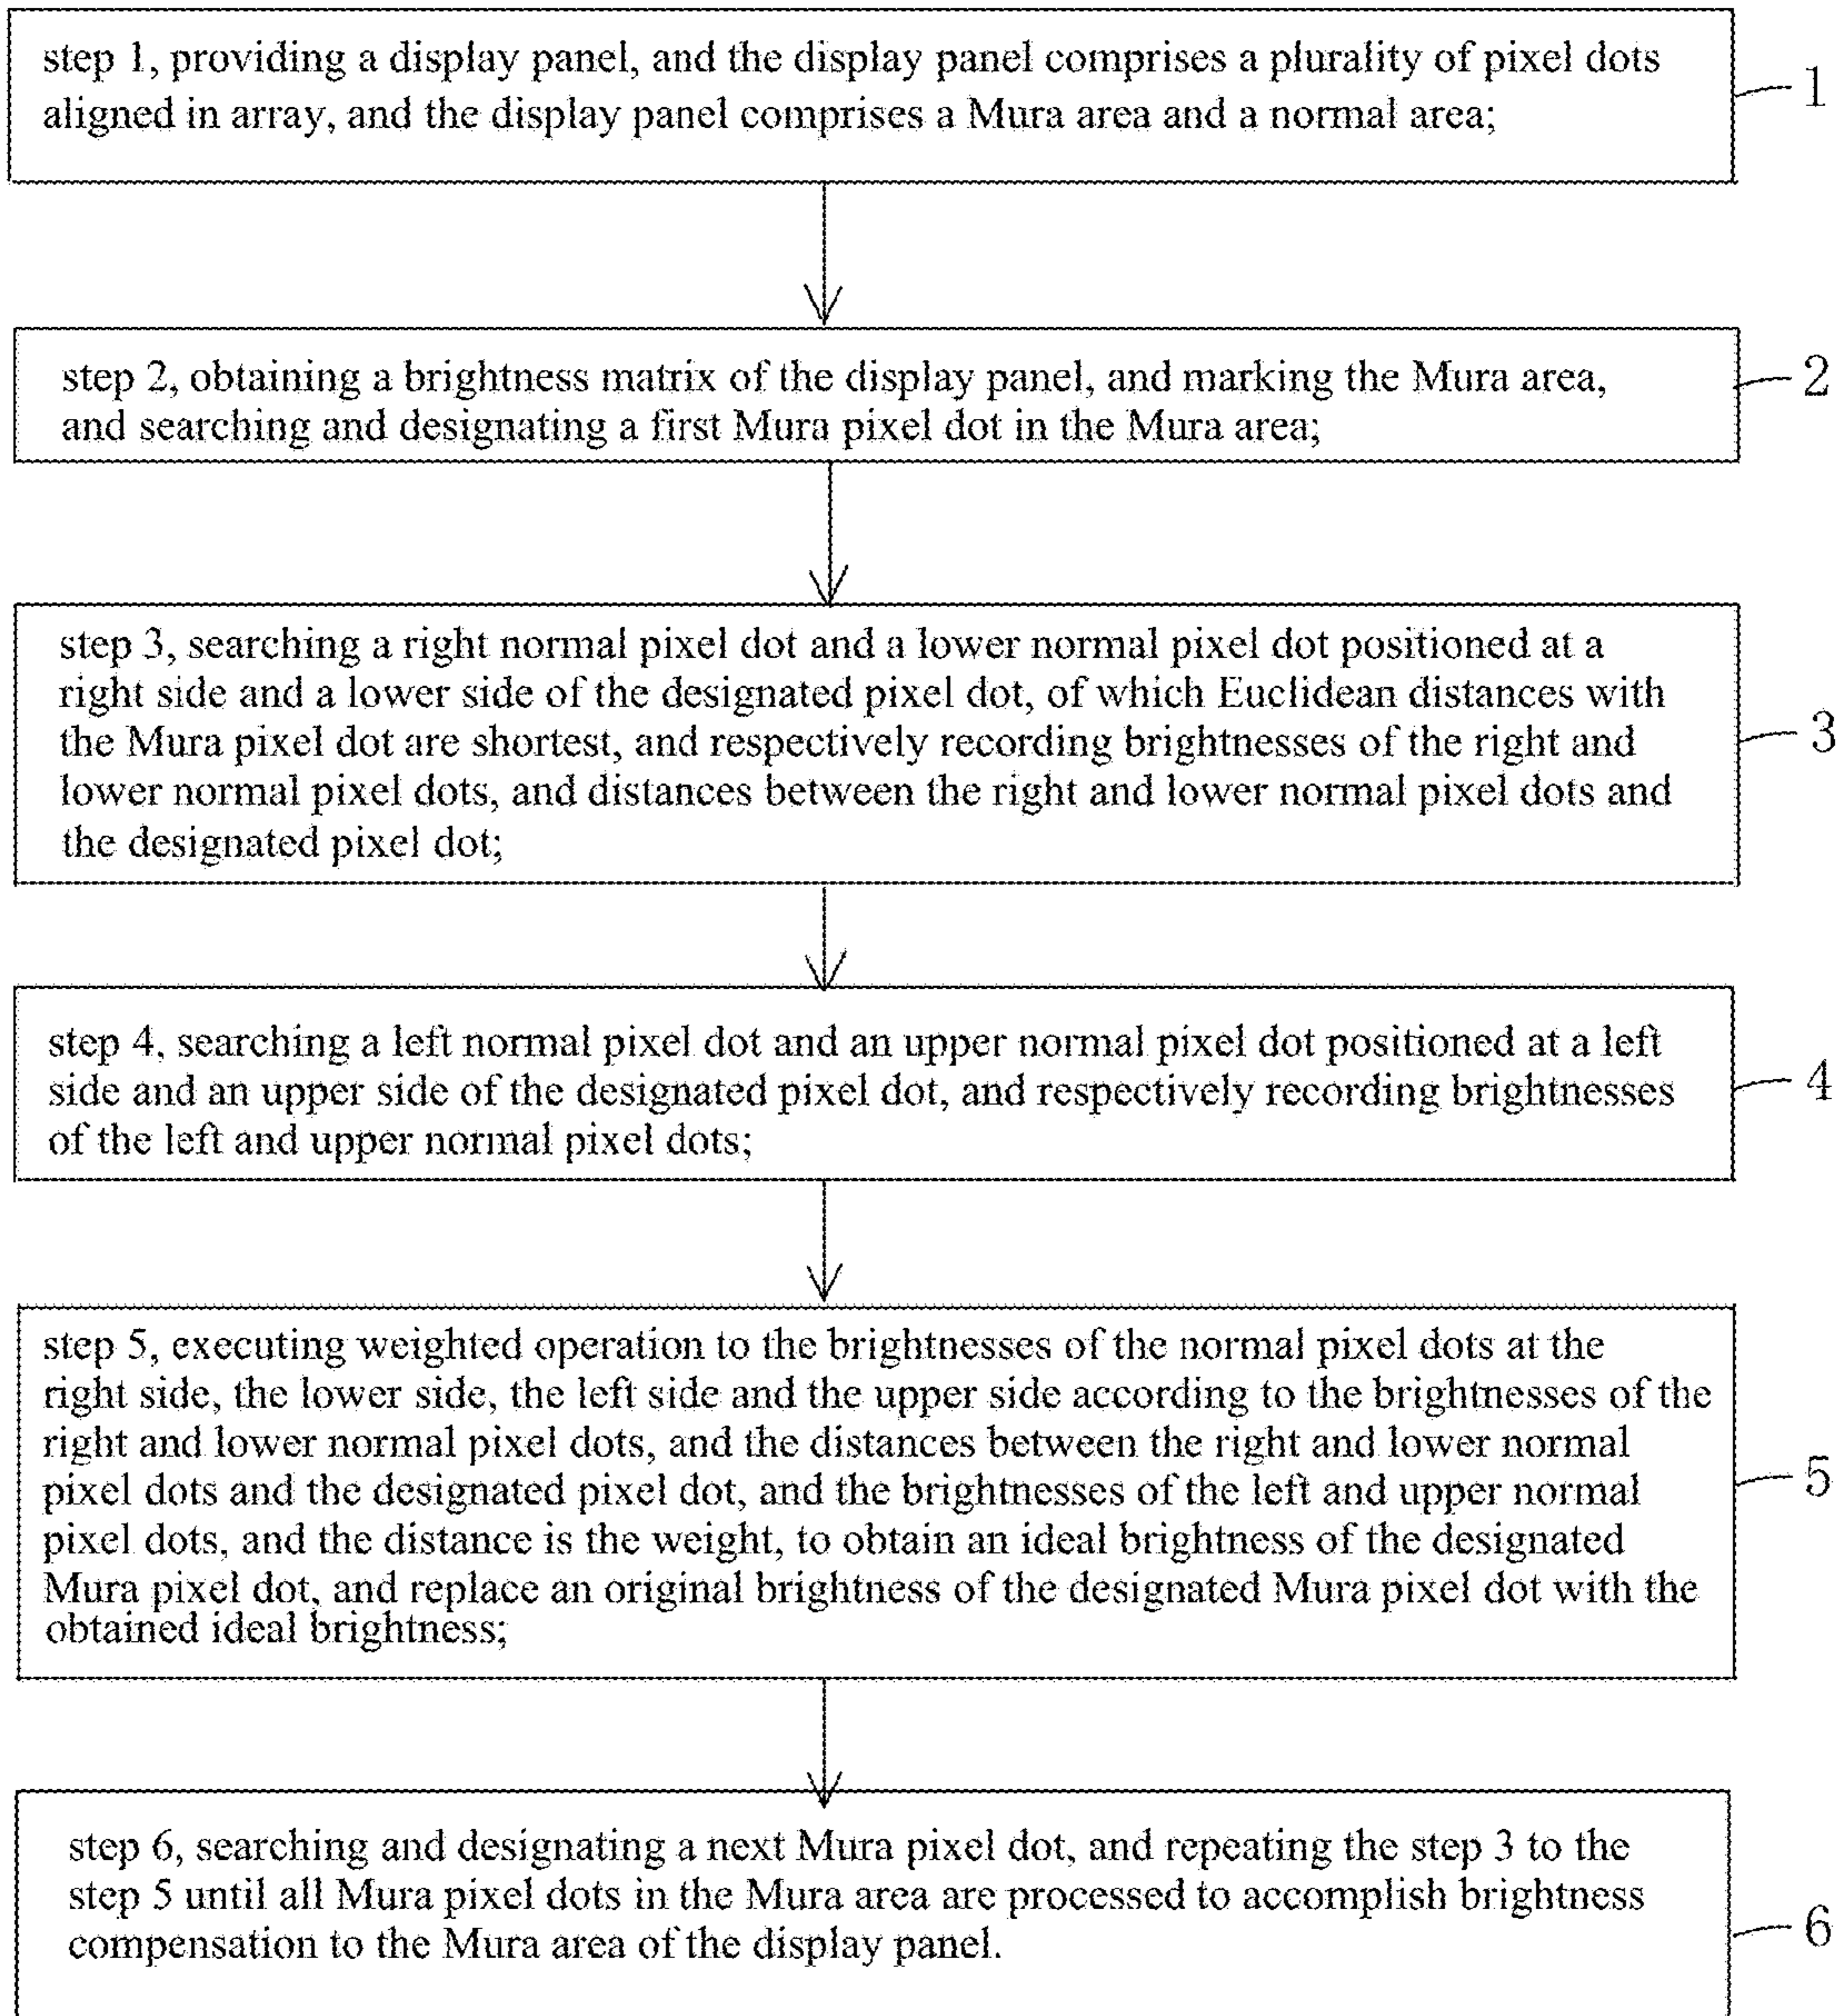 step 1, providing a display panel, and the display panel comprises a plurality of pixel dots
aligned in array, and the display panel comprises a Mura area and a normal area;
1
step 2, obtaining a brightness matrix of the display panel, and marking the Mura area,
and searching and designating a first Mura pixel dot in the Mura area;
2
step 3, searching a right normal pixel dot and a lower normal pixel dot positioned at a
right side and a lower side of the designated pixel dot, of which Euclidean distances with
the Mura pixel dot are shortest, and respectively recording brightnesses of the right and
lower normal pixel dots, and distances between the right and lower normal pixel dots and
the designated pixel dot;
3
step 4, searching a left normal pixel dot and an upper normal pixel dot positioned at a left
side and an upper side of the designated pixel dot, and respectively recording brightnesses
of the left and upper normal pixel dots;
4
step 5, executing weighted operation to the brightnesses of the normal pixel dots at the
right side, the lower side, the left side and the upper side according to the brightnesses of the
right and lower normal pixel dots, and the distances between the right and lower normal
pixel dots and the designated pixel dot, and the brightnesses of the left and upper normal
pixel dots, and the distance is the weight, to obtain an ideal brightness of the designated
Mura pixel dot, and replace an original brightness of the designated Mura pixel dot with the
obtained ideal brightness;
5
step 6, searching and designating a next Mura pixel dot, and repeating the step 3 to the
step 5 until all Mura pixel dots in the Mura area are processed to accomplish brightness
compensation to the Mura area of the display panel.
6